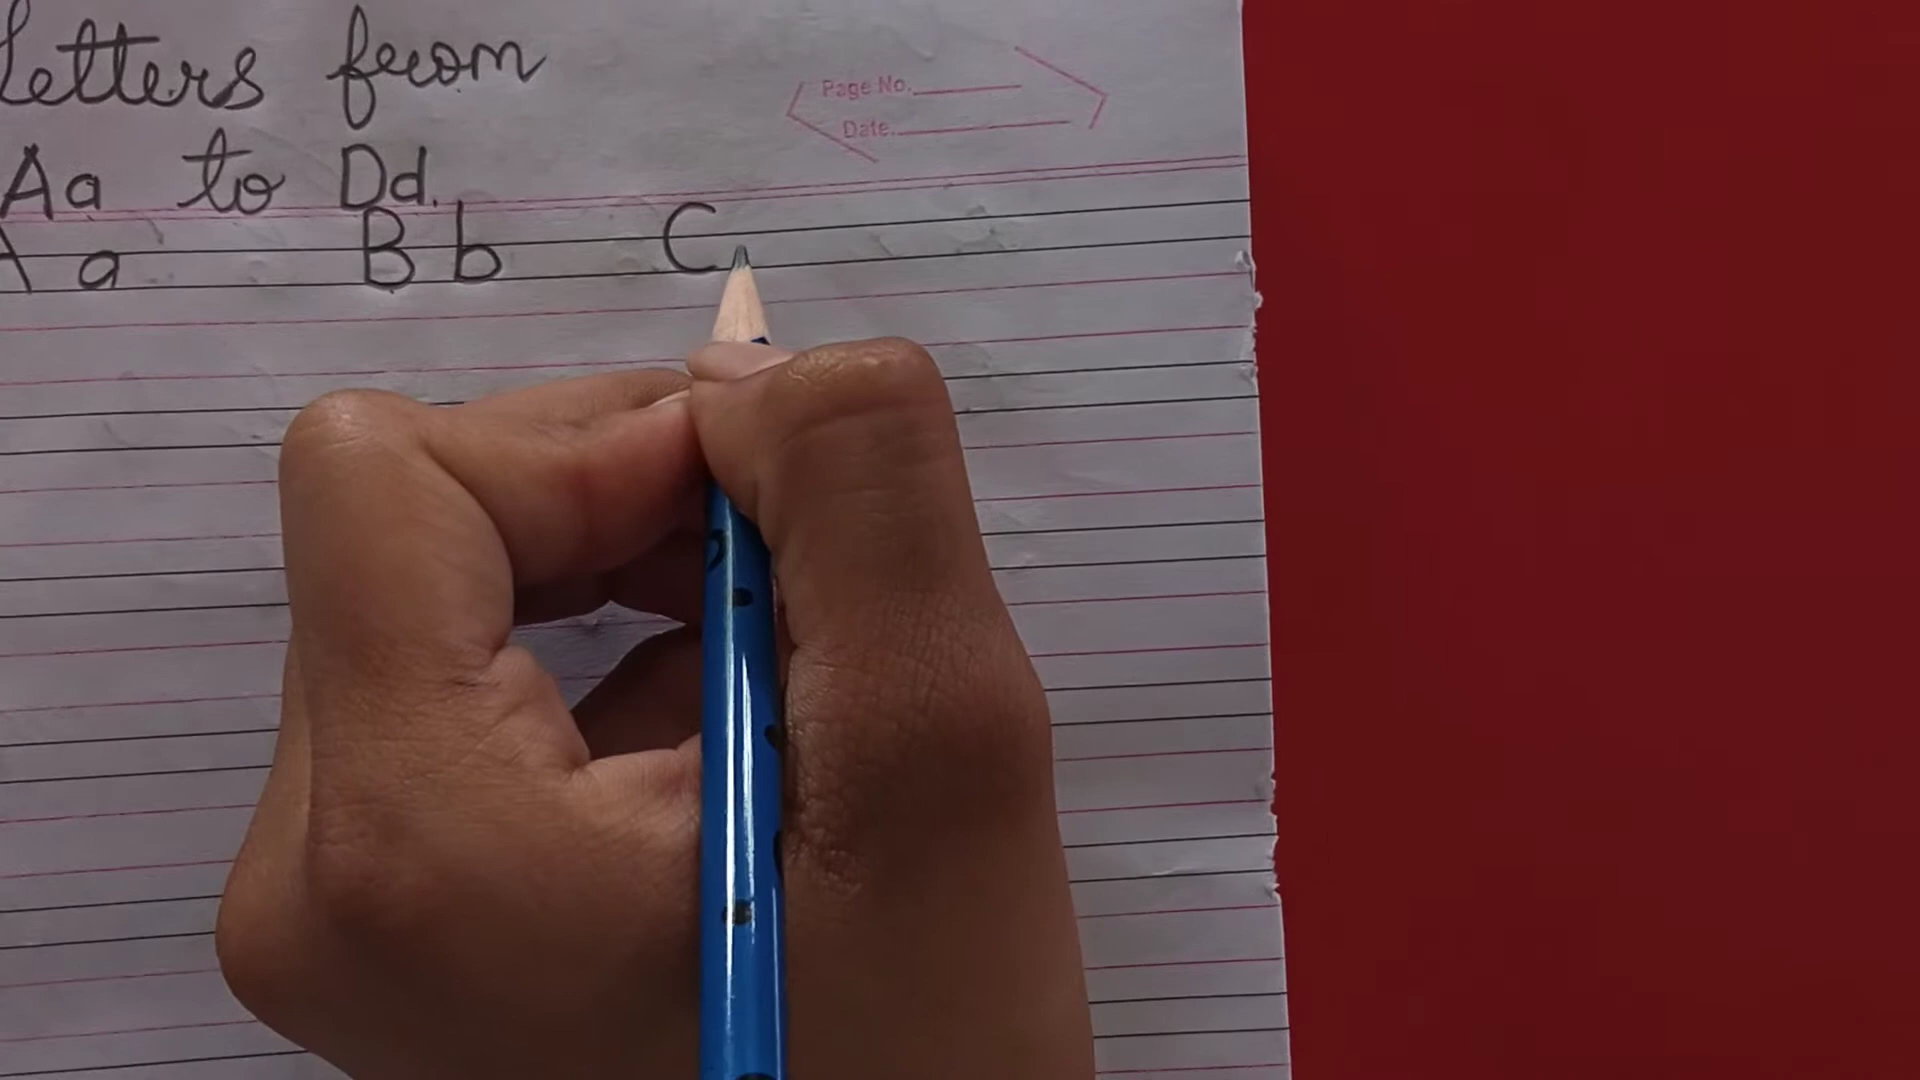 letters from
Page No.
Date.
Aa to Dd.
A a B b C